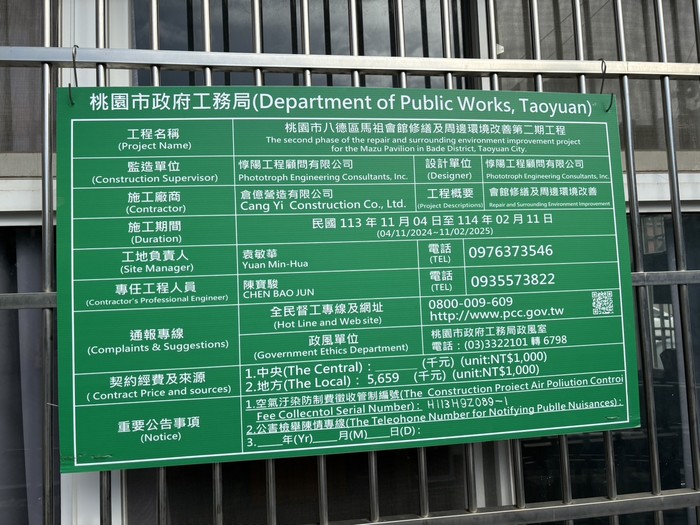 桃園市政府工務局(Department of Public Works, Taoyuan)
工程名稱
(Project Name)
桃園市八德區馬祖會館修繕及周邊環境改善第二期工程
The second phase of the repair and surrounding environment improvement project
for the Mazu Pavilion in Bade District, Taoyuan City.
監造單位
(Construction Supervisor)
惇陽工程顧問有限公司
Phototroph Engineering Consultants, Inc.
設計單位
(Designer)
惇陽工程顧問有限公司
Phototroph Engineering Consultants, Inc.
施工廠商
(Contractor)
倉億營造有限公司
Cang Yi Construction Co., Ltd.
工程概要
(Project Descriptions)
會館修繕及周邊環境改善
Repair and Surrounding Environment Improvement
施工期間
(Duration)
民國 113 年 11 月 04 日至 114 年 02 月 11 日
(04/11/2024~11/02/2025)
工地負責人
(Site Manager)
袁敏華
Yuan Min-Hua
電話
(TEL)
0976373546
專任工程人員
(Contractor's Professional Engineer)
陳寶駿
CHEN BAO JUN
電話
(TEL)
0935573822
通報專線
(Complaints & Suggestions)
全民督工專線及網址
(Hot Line and Web site)
0800-009-609
http://www.pcc.gov.tw
政風單位
(Government Ethics Department)
桃園市政府工務局政風室
電話：(03)3322101 轉 6798
契約經費及來源
( Contract Price and sources)
1.中央(The Central)：________ (千元) (unit:NT$1,000)
2.地方(The Local)： 5,659 (千元) (unit:NT$1,000)
重要公告事項
(Notice)
1.空氣汙染防制費徵收管制編號(The Construction Proiect Air Poliution Controi
Fee Collecntol Serial Number)： H113H9Z089-1
2.公害檢舉陳情專線(The Teleohone Number for Notifying Publle Nuisances)：
3.____年(Yr)____月(M)____日(D)：